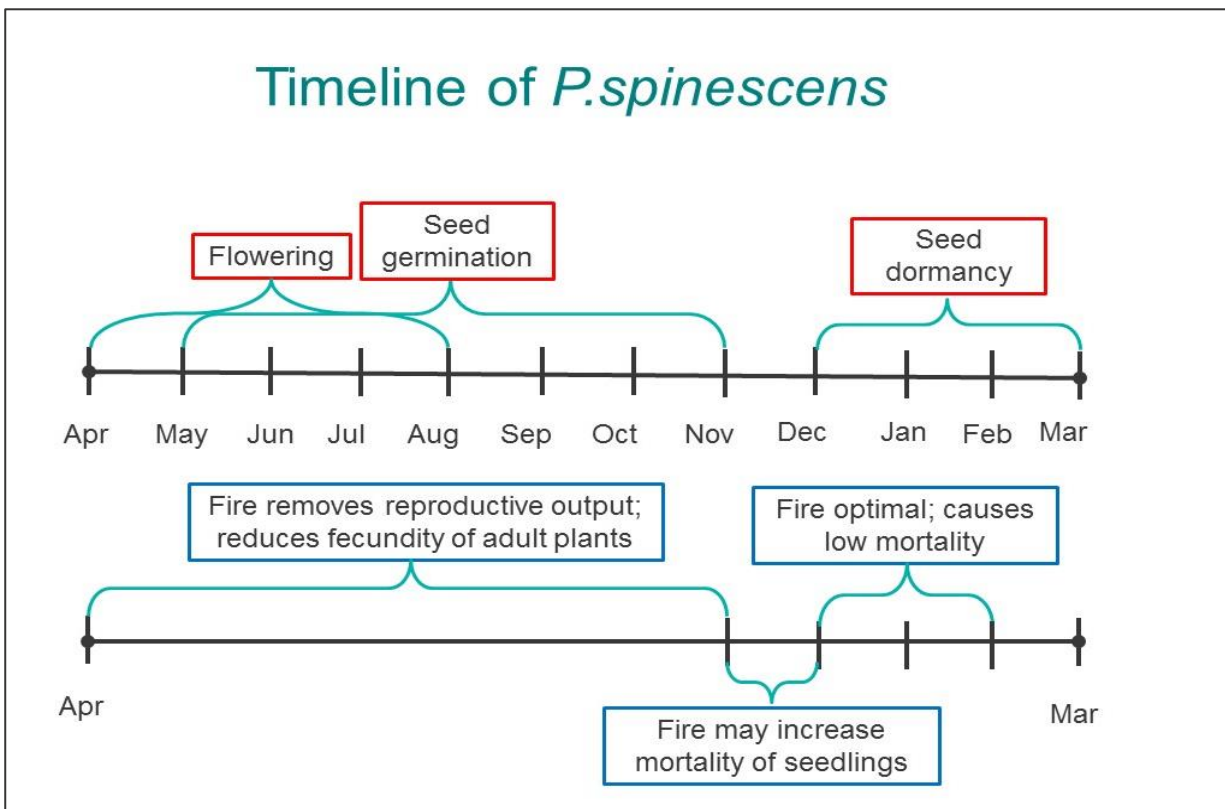 Timeline of P.spinescens
Flowering
Seed
germination
Seed
dormancy
Apr May Jun Jul Aug Sep Oct Nov Dec Jan Feb Mar
Fire removes reproductive output;
reduces fecundity of adult plants
Fire optimal; causes
low mortality
Apr
Mar
Fire may increase
mortality of seedlings